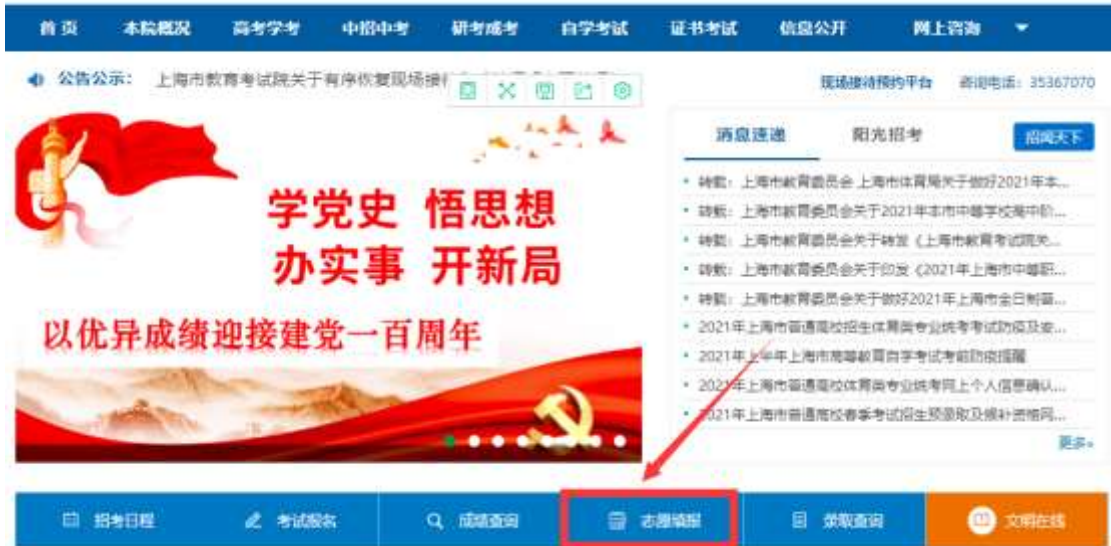 首页 本院概况 高考学考 中招中考 研考成考 自学考试 证书考试 信息公开 网上咨询
公告公示： 上海市教育考试院关于有序恢复现场接
现场接待预约平台 咨询电话：35367070
学党史 悟思想
办实事 开新局
以优异成绩迎接建党一百周年
消息速递 阳光招考 招闻天下
转载：上海市教育委员会 上海市体育局关于做好2021年本...
转载：上海市教育委员会关于2021年本市中等学校高中阶...
转载：上海市教育委员会关于转发《上海市教育考试院关...
转载：上海市教育委员会关于印发《2021年上海市中等职...
转载：上海市教育委员会关于做好2021年上海市全日制普...
2021年上海市普通高校招生体育类专业统考考试防疫及安...
2021年上半年上海市高等教育自学考试考前防疫提醒
2021年上海市普通高校体育类专业统考网上个人信息确认...
2021年上海市普通高校春季考试招生预录取及候补资格网...
更多»
招考日程 考试报名 成绩查询 志愿填报 录取查询 文明在线